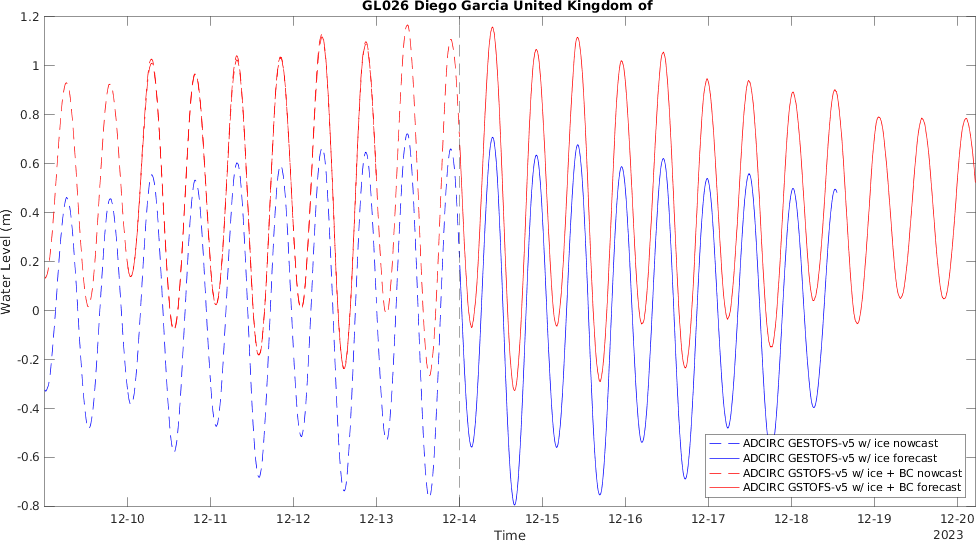 GL026 Diego Garcia United Kingdom of
1.2
1
0.8
0.6
0.4
0.2
0
-0.2
-0.4
-0.6
-0.8
Water Level (m)
ADCIRC GESTOFS-v5 w/ ice nowcast
ADCIRC GESTOFS-v5 w/ ice forecast
ADCIRC GSTOFS-v5 w/ ice + BC nowcast
ADCIRC GSTOFS-v5 w/ ice + BC forecast
12-10 12-11 12-12 12-13 12-14 12-15 12-16 12-17 12-18 12-19 12-20
Time 2023